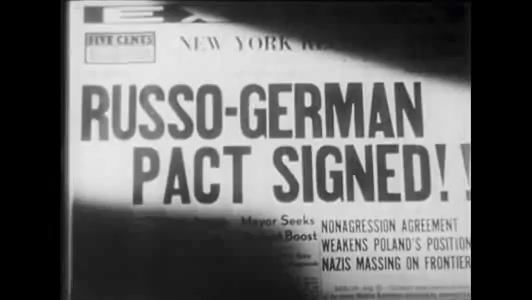 EX
FIVE CENTS
NEW YORK
RUSSO-GERMAN
PACT SIGNED!!
Mayor Seeks
Boost
NONAGRESSION AGREEMENT
WEAKENS POLAND'S POSITION
NAZIS MASSING ON FRONTIER